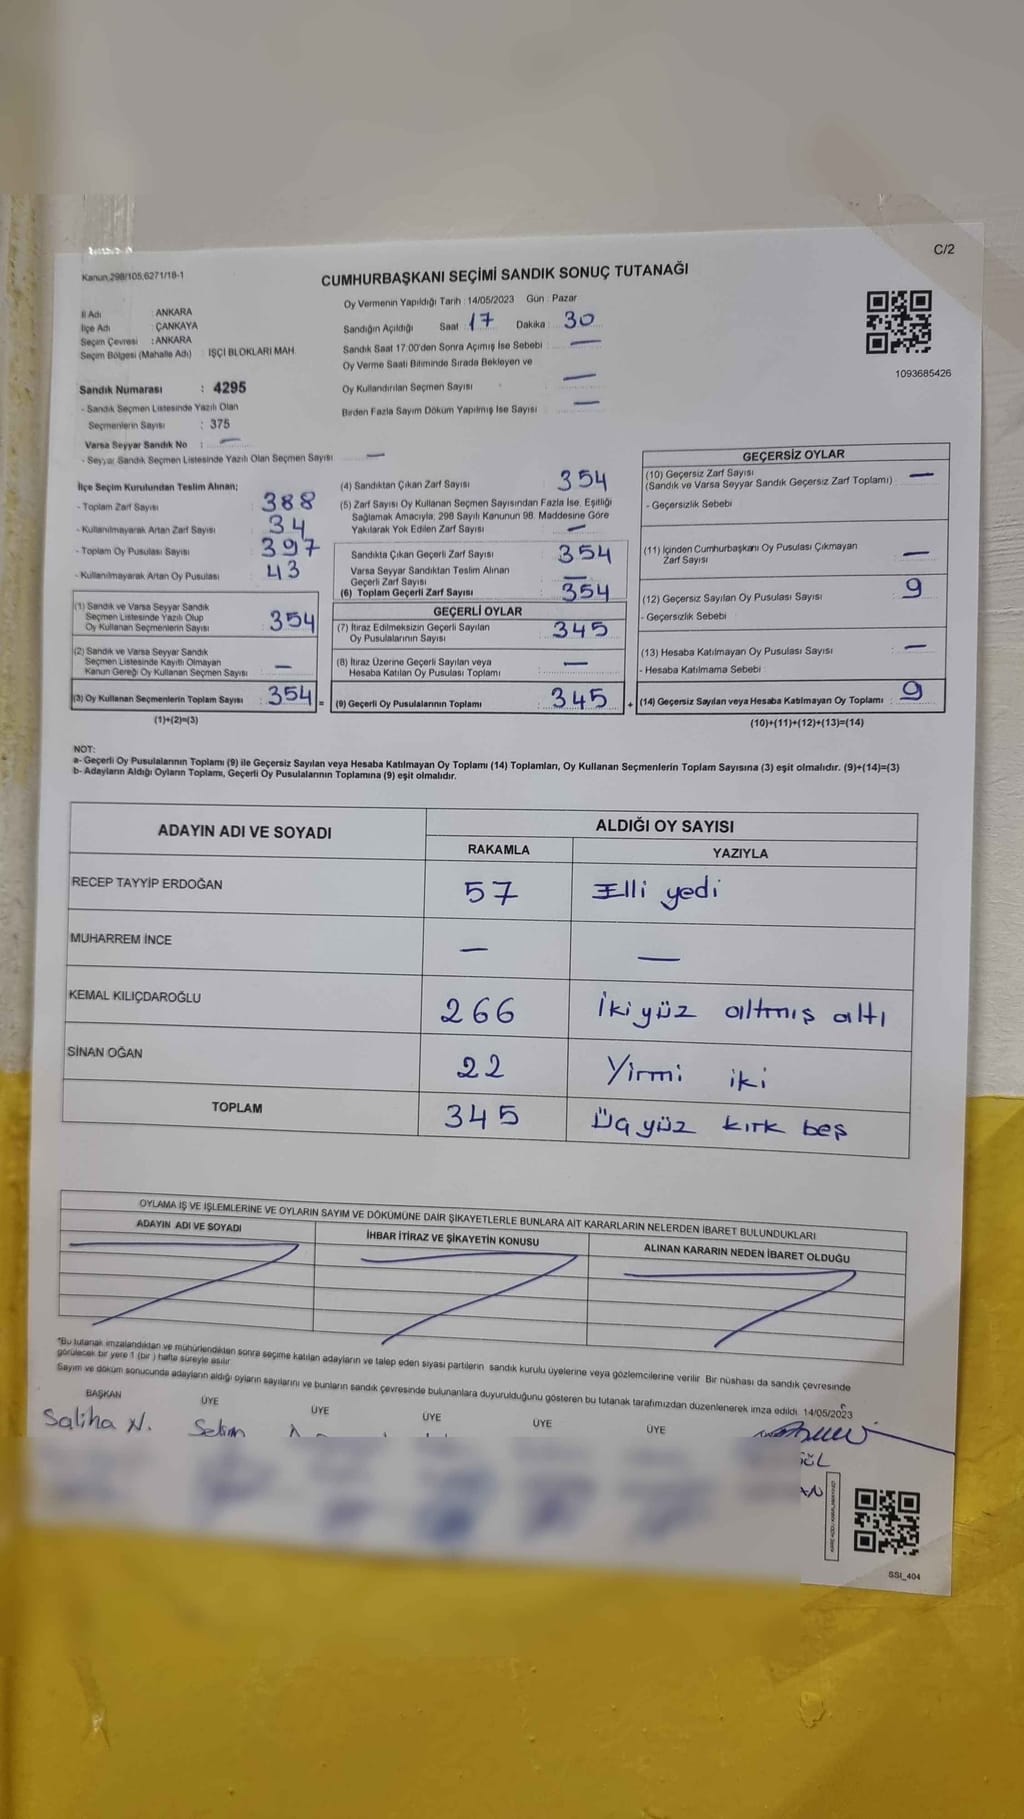 C/2
Kanun 298/105,6271/18-1
CUMHURBAŞKANI SEÇİMİ SANDIK SONUÇ TUTANAĞI
İl Adı ANKARA
İlçe Adı : ÇANKAYA
Seçim Çevresi : ANKARA
Seçim Bölgesi (Mahalle Adı) : İŞÇİ BLOKLARI MAH.
Sandık Numarası : 4295
- Sandık Seçmen Listesinde Yazılı Olan
Seçmenlerin Sayısı : 375
Varsa Seyyar Sandık No : —
- Seyyar Sandık Seçmen Listesinde Yazılı Olan Seçmen Sayısı —
Oy Vermenin Yapıldığı Tarih : 14/05/2023 Gün : Pazar
Sandığın Açıldığı Saat : 17 Dakika : 30
Sandık Saat 17.00'den Sonra Açımış İse Sebebi : —
Oy Verme Saati Bitiminde Sırada Bekleyen ve
Oy Kullandırılan Seçmen Sayısı : —
Birden Fazla Sayım Döküm Yapılmış İse Sayısı : —
1093685426
İlçe Seçim Kurulundan Teslim Alınan;
- Toplam Zarf Sayısı : 388
- Kullanılmayarak Artan Zarf Sayısı : 34
- Toplam Oy Pusulası Sayısı : 397
- Kullanılmayarak Artan Oy Pusulası : 43
(1) Sandık ve Varsa Seyyar Sandık
Seçmen Listesinde Yazılı Olup
Oy Kullanan Seçmenlerin Sayısı : 354
(2) Sandık ve Varsa Seyyar Sandık
Seçmen Listesinde Kayıtlı Olmayan
Kanun Gereği Oy Kullanan Seçmen Sayısı : —
(3) Oy Kullanan Seçmenlerin Toplam Sayısı : 354 =
(1)+(2)=(3)
(4) Sandıktan Çıkan Zarf Sayısı : 354
(5) Zarf Sayısı Oy Kullanan Seçmen Sayısından Fazla İse, Eşitliği
Sağlamak Amacıyla, 298 Sayılı Kanunun 98. Maddesine Göre
Yakılarak Yok Edilen Zarf Sayısı : —
Sandıkta Çıkan Geçerli Zarf Sayısı : 354
Varsa Seyyar Sandıktan Teslim Alınan
Geçerli Zarf Sayısı : —
(6) Toplam Geçerli Zarf Sayısı : 354
GEÇERLİ OYLAR
(7) İtiraz Edilmeksizin Geçerli Sayılan
Oy Pusulalarının Sayısı : 345
(8) İtiraz Üzerine Geçerli Sayılan veya
Hesaba Katılan Oy Pusulası Toplamı : —
(9) Geçerli Oy Pusulalarının Toplamı : 345 +
GEÇERSİZ OYLAR
(10) Geçersiz Zarf Sayısı
(Sandık ve Varsa Seyyar Sandık Geçersiz Zarf Toplamı) : —
- Geçersizlik Sebebi
(11) İçinden Cumhurbaşkanı Oy Pusulası Çıkmayan
Zarf Sayısı : —
(12) Geçersiz Sayılan Oy Pusulası Sayısı : 9
- Geçersizlik Sebebi
(13) Hesaba Katılmayan Oy Pusulası Sayısı : —
- Hesaba Katılmama Sebebi :
(14) Geçersiz Sayılan veya Hesaba Katılmayan Oy Toplamı : 9
(10)+(11)+(12)+(13)=(14)
NOT:
a- Geçerli Oy Pusulalarının Toplamı (9) ile Geçersiz Sayılan veya Hesaba Katılmayan Oy Toplamı (14) Toplamları, Oy Kullanan Seçmenlerin Toplam Sayısına (3) eşit olmalıdır. (9)+(14)=(3)
b- Adayların Aldığı Oyların Toplamı, Geçerli Oy Pusulalarının Toplamına (9) eşit olmalıdır.
ADAYIN ADI VE SOYADI ALDIĞI OY SAYISI
RAKAMLA YAZIYLA
RECEP TAYYİP ERDOĞAN 57 Elli yedi
MUHARREM İNCE — —
KEMAL KILIÇDAROĞLU 266 İkiyüz altmış altı
SİNAN OĞAN 22 Yirmi iki
TOPLAM 345 Üçyüz kırk beş
OYLAMA İŞ VE İŞLEMLERİNE VE OYLARIN SAYIM VE DÖKÜMÜNE DAİR ŞİKAYETLERLE BUNLARA AİT KARARLARIN NELERDEN İBARET BULUNDUKLARI
ADAYIN ADI VE SOYADI İHBAR İTİRAZ VE ŞİKAYETİN KONUSU ALINAN KARARIN NEDEN İBARET OLDUĞU
*Bu tutanak imzalandıktan ve mühürlendikten sonra seçime katılan adayların ve talep eden siyasi partilerin sandık kurulu üyelerine veya gözlemcilerine verilir. Bir nüshası da sandık çevresinde
görülecek bir yere 1 (bir) hafta süreyle asılır.
Sayım ve döküm sonucunda adayların aldığı oyların sayılarını ve bunların sandık çevresinde bulunanlara duyurulduğunu gösteren bu tutanak tarafımızdan düzenlenerek imza edildi. 14/05/2023
BAŞKAN ÜYE ÜYE ÜYE ÜYE ÜYE
Saliha N. Selim
SSI_404